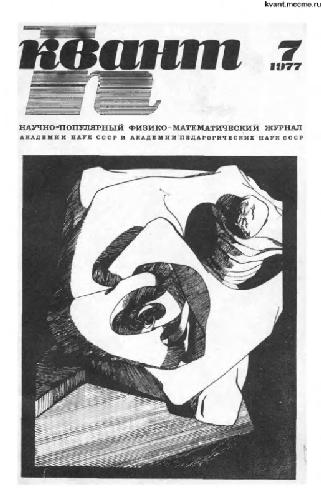 kvant.mccme.ru
квант
7
1977
НАУЧНО-ПОПУЛЯРНЫЙ ФИЗИКО-МАТЕМАТИЧЕСКИЙ ЖУРНАЛ
АКАДЕМИИ НАУК СССР И АКАДЕМИИ ПЕДАГОГИЧЕСКИХ НАУК СССР